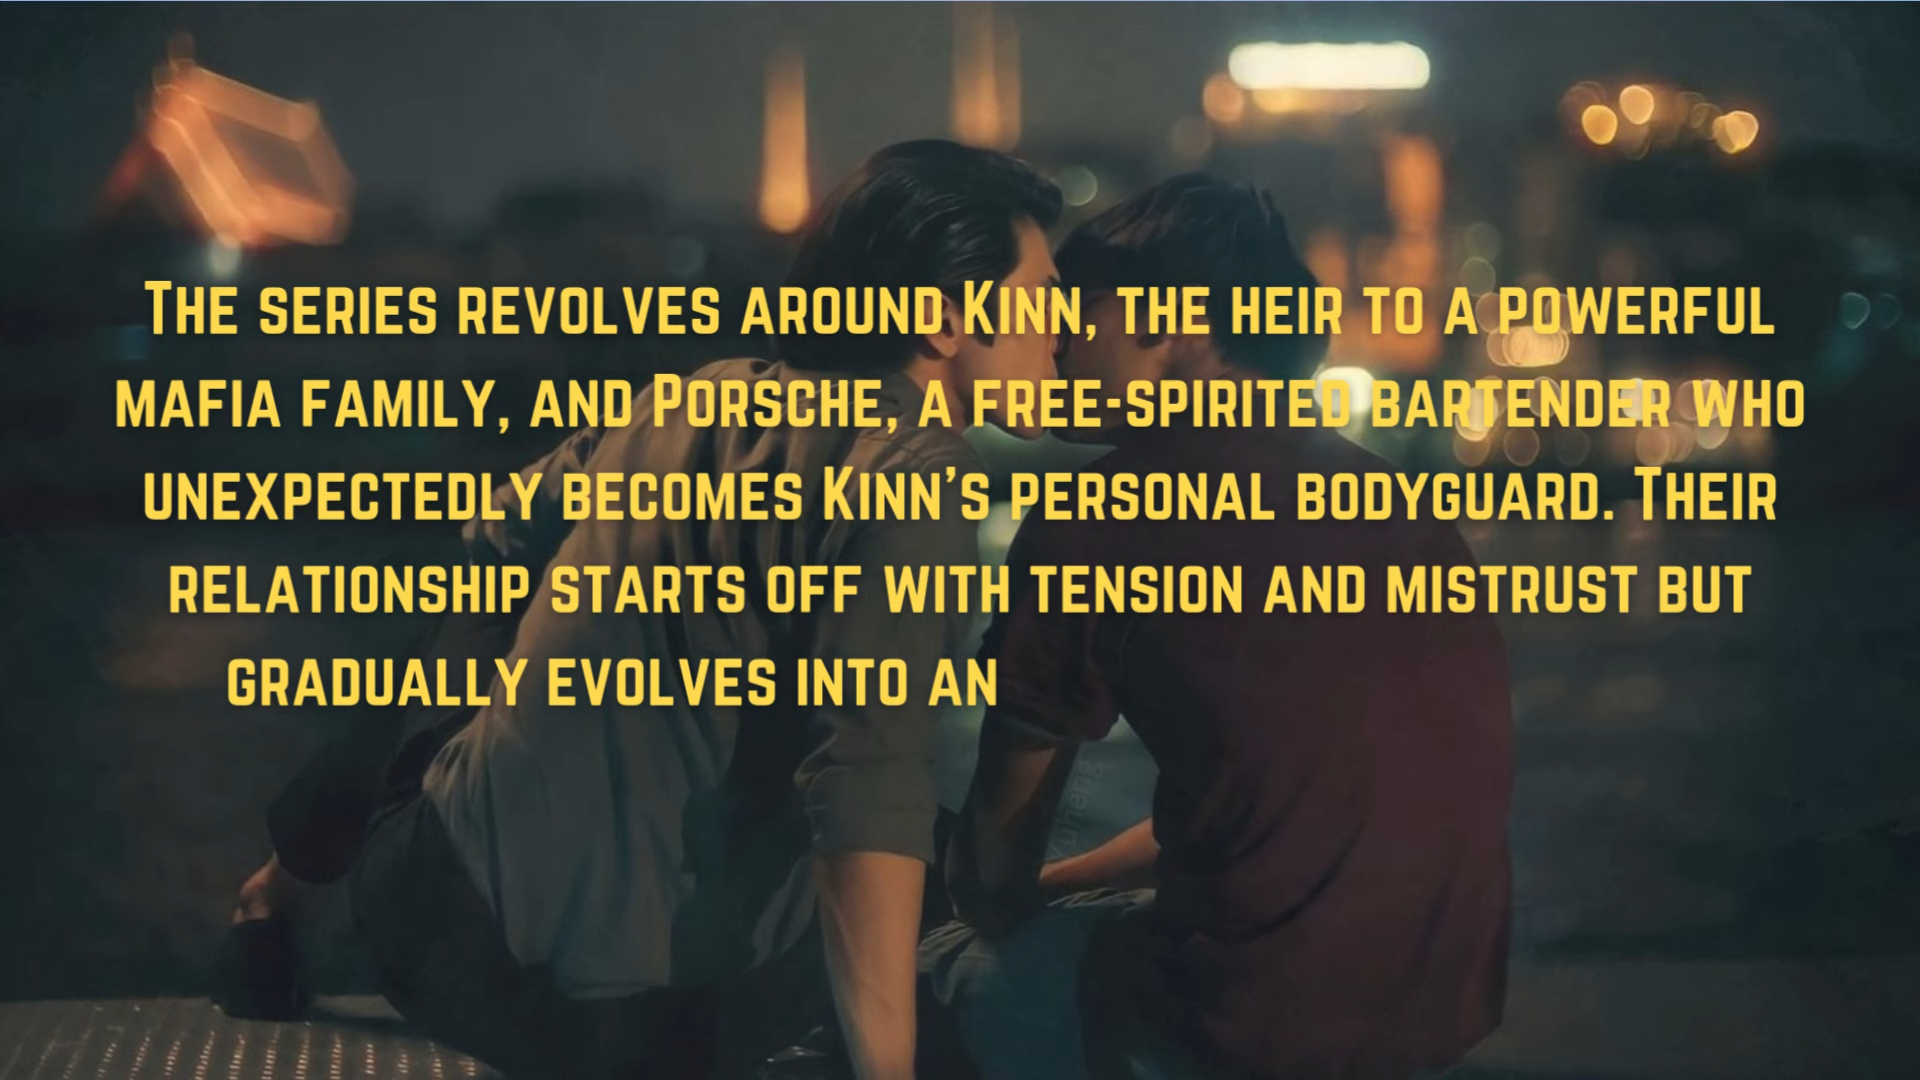 The series revolves around Kinn, the heir to a powerful
mafia family, and Porsche, a free-spirited bartender who
unexpectedly becomes Kinn's personal bodyguard. Their
relationship starts off with tension and mistrust but
gradually evolves into an